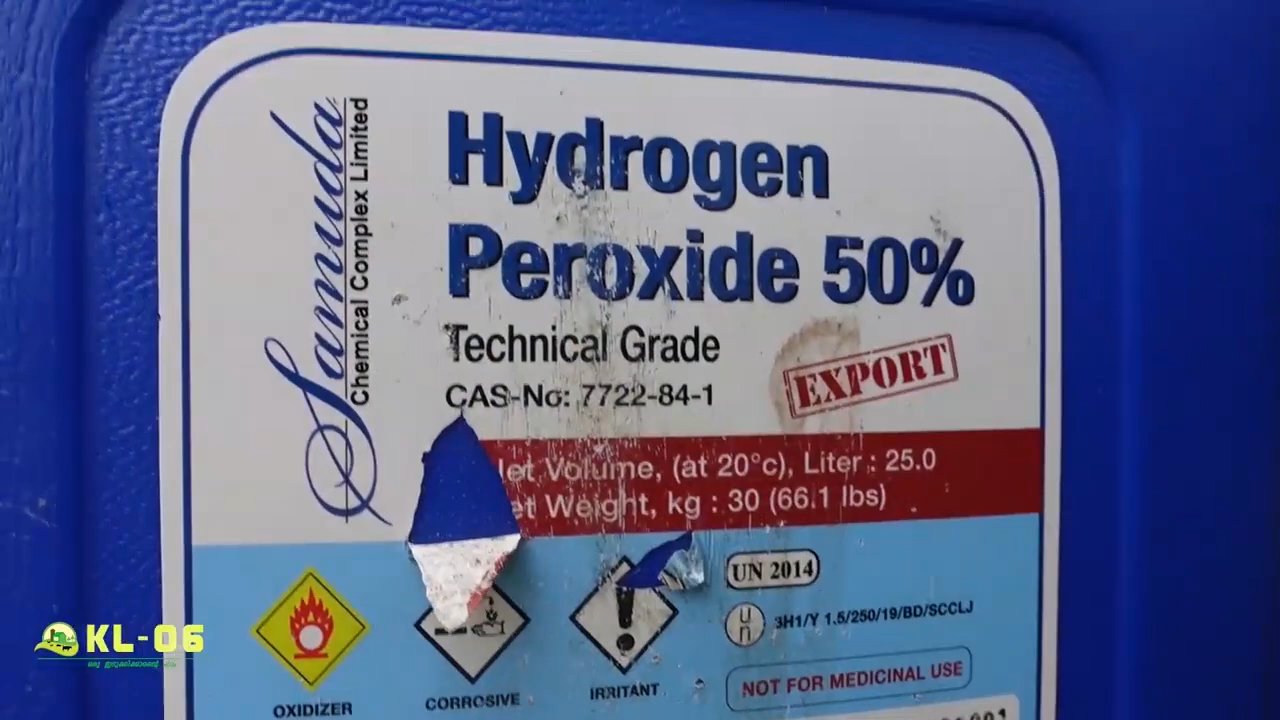 Samuda
Chemical Complex Limited
Hydrogen
Peroxide 50%
Technical Grade
CAS-No: 7722-84-1
EXPORT
et Volume, (at 20°c), Liter : 25.0
et Weight, kg : 30 (66.1 lbs)
UN 2014
un
3H1/Y 1.5/250/19/BD/SCCLJ
NOT FOR MEDICINAL USE
OXIDIZER
CORROSIVE
IRRITANT
KL-06